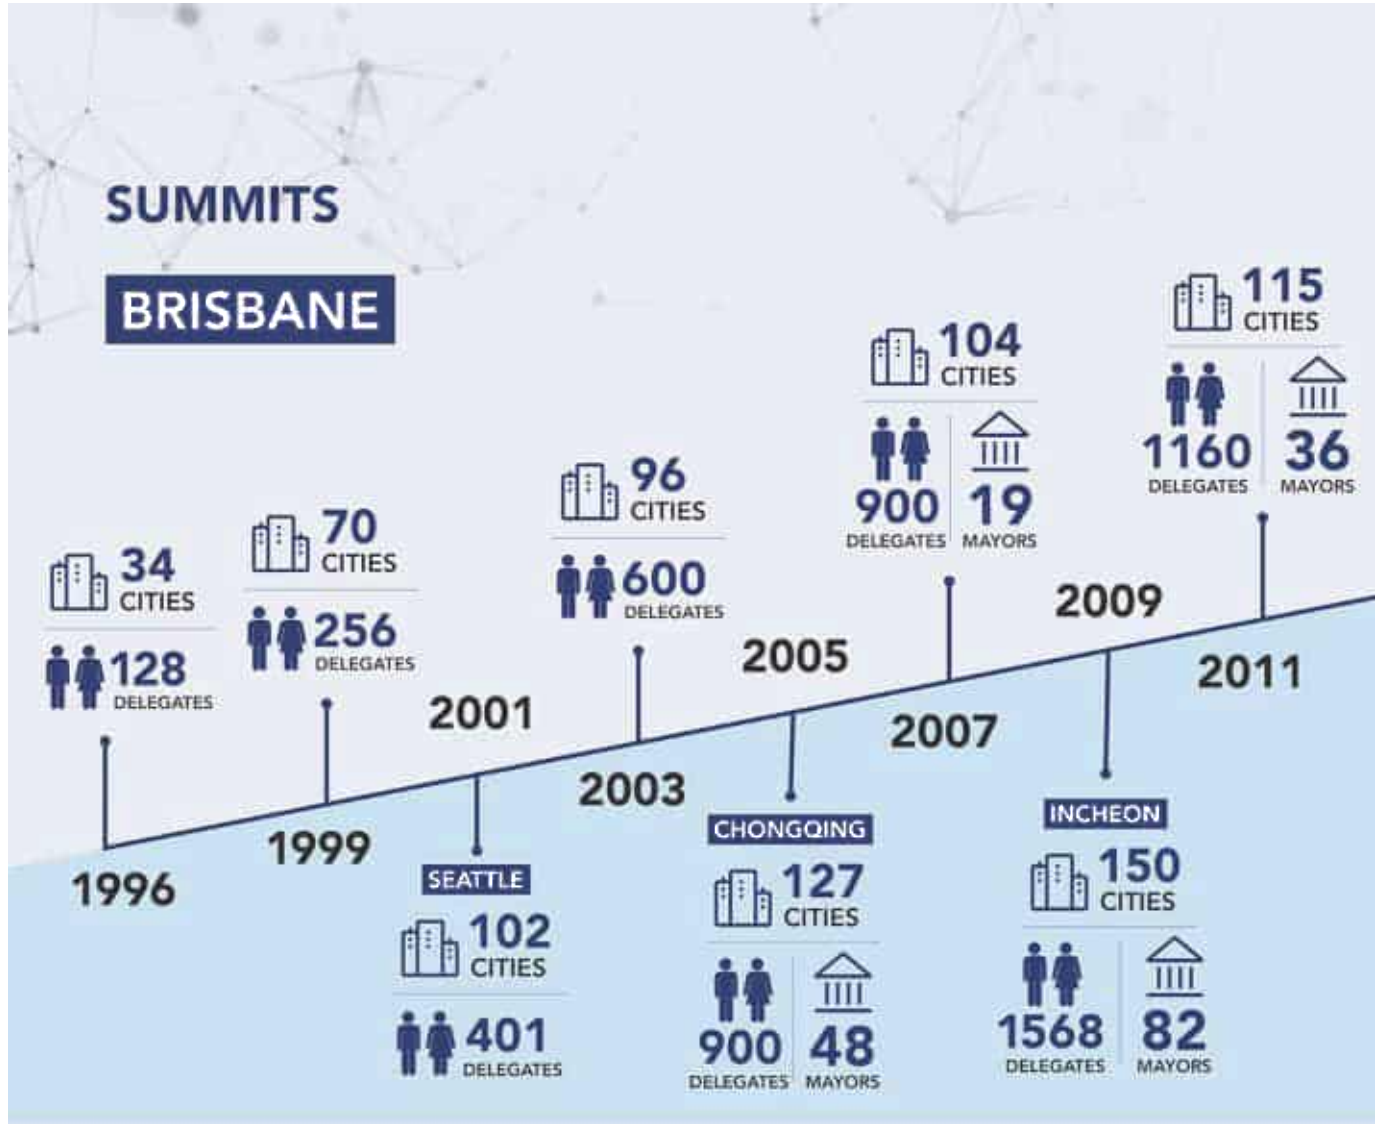 SUMMITS
BRISBANE
34
CITIES
128
DELEGATES
1996
70
CITIES
256
DELEGATES
1999
2001
SEATTLE
102
CITIES
401
DELEGATES
96
CITIES
600
DELEGATES
2003
2005
CHONGQING
127
CITIES
900
DELEGATES
48
MAYORS
104
CITIES
900
DELEGATES
19
MAYORS
2007
2009
INCHEON
150
CITIES
1568
DELEGATES
82
MAYORS
115
CITIES
1160
DELEGATES
36
MAYORS
2011